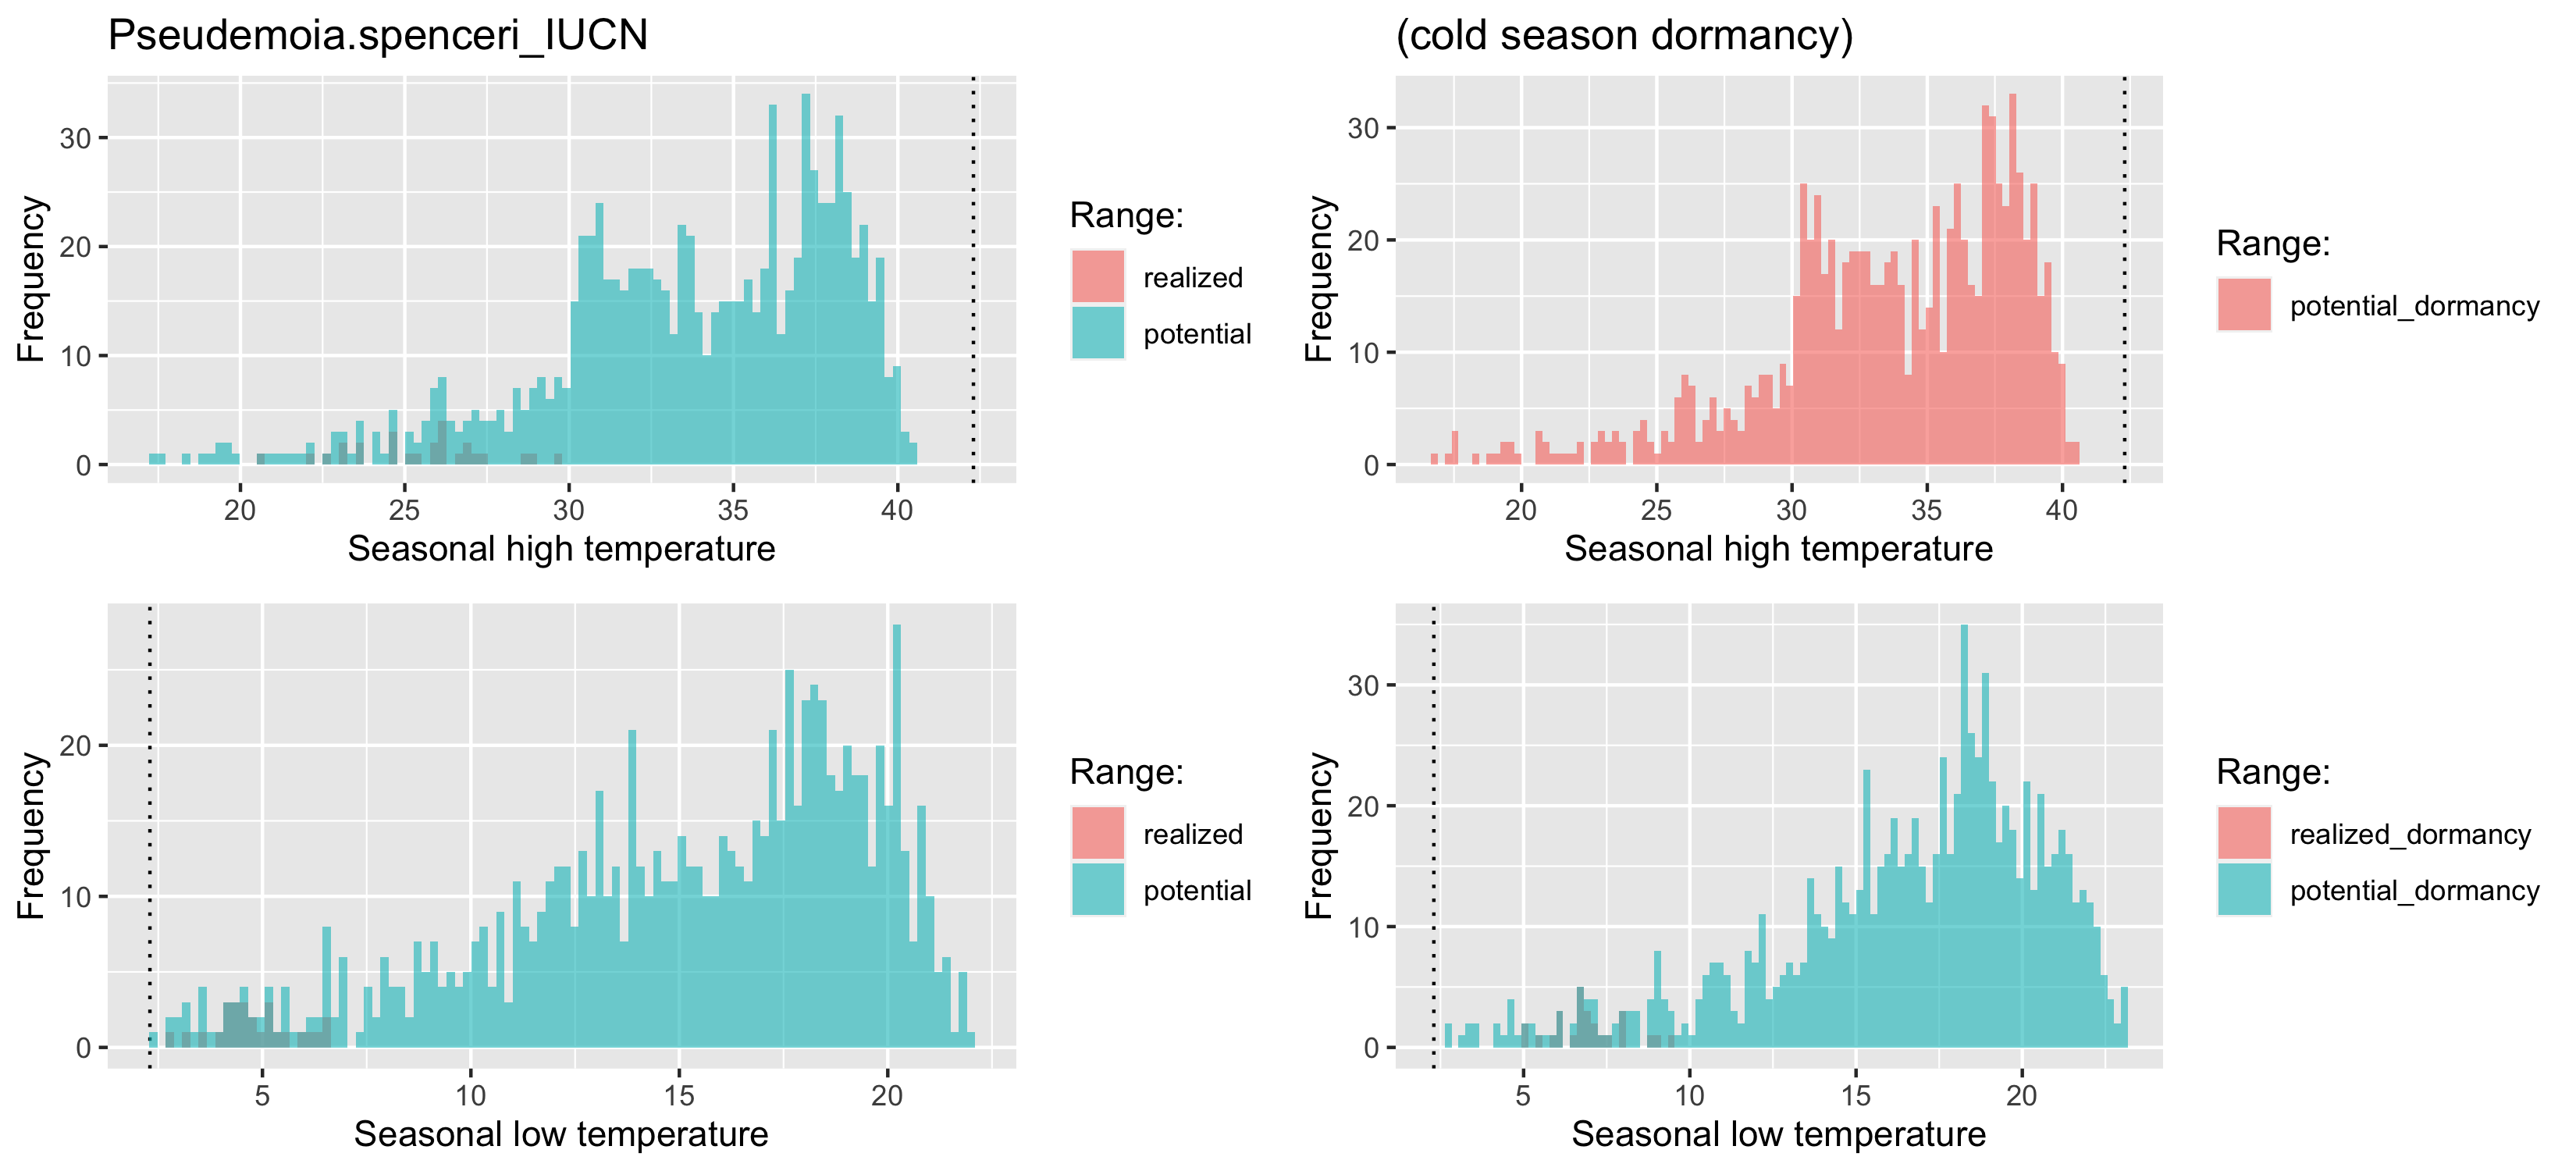 Pseudemoia.spenceri_IUCN
Frequency
30
20
10
0
20 25 30 35 40
Seasonal high temperature
Range:
realized
potential
(cold season dormancy)
Frequency
30
20
10
0
20 25 30 35 40
Seasonal high temperature
Range:
potential_dormancy
Frequency
20
10
0
5 10 15 20
Seasonal low temperature
Range:
realized
potential
Frequency
30
20
10
0
5 10 15 20
Seasonal low temperature
Range:
realized_dormancy
potential_dormancy